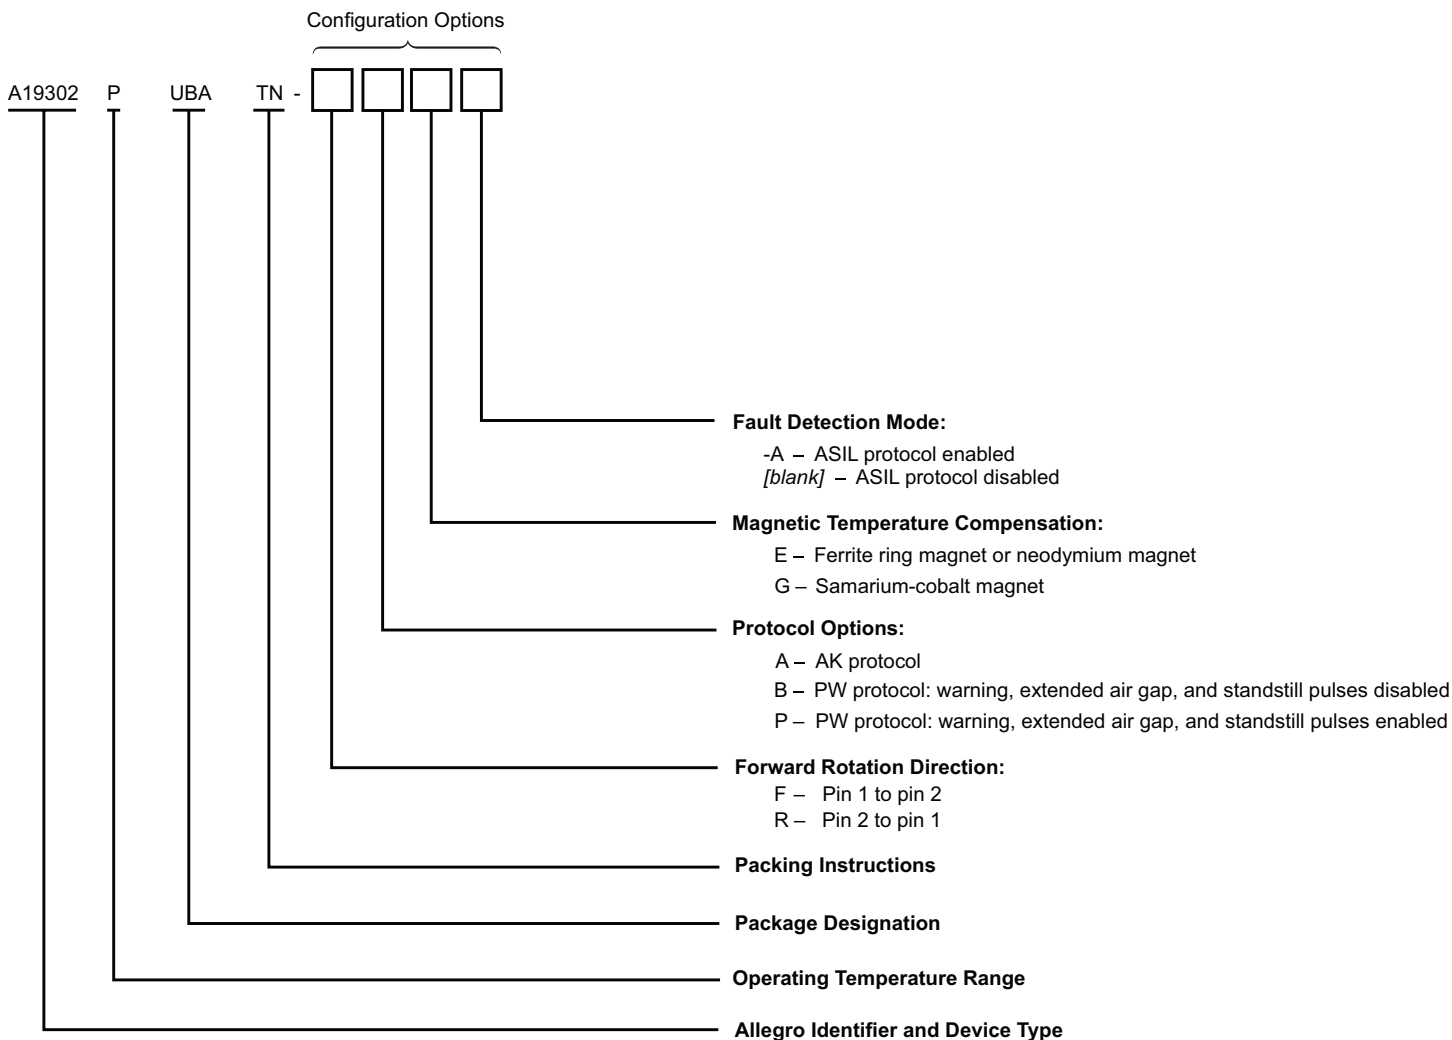 Configuration Options
A19302 P UBA TN -
Fault Detection Mode:
-A – ASIL protocol enabled
[blank] – ASIL protocol disabled
Magnetic Temperature Compensation:
E – Ferrite ring magnet or neodymium magnet
G – Samarium-cobalt magnet
Protocol Options:
A – AK protocol
B – PW protocol: warning, extended air gap, and standstill pulses disabled
P – PW protocol: warning, extended air gap, and standstill pulses enabled
Forward Rotation Direction:
F – Pin 1 to pin 2
R – Pin 2 to pin 1
Packing Instructions
Package Designation
Operating Temperature Range
Allegro Identifier and Device Type